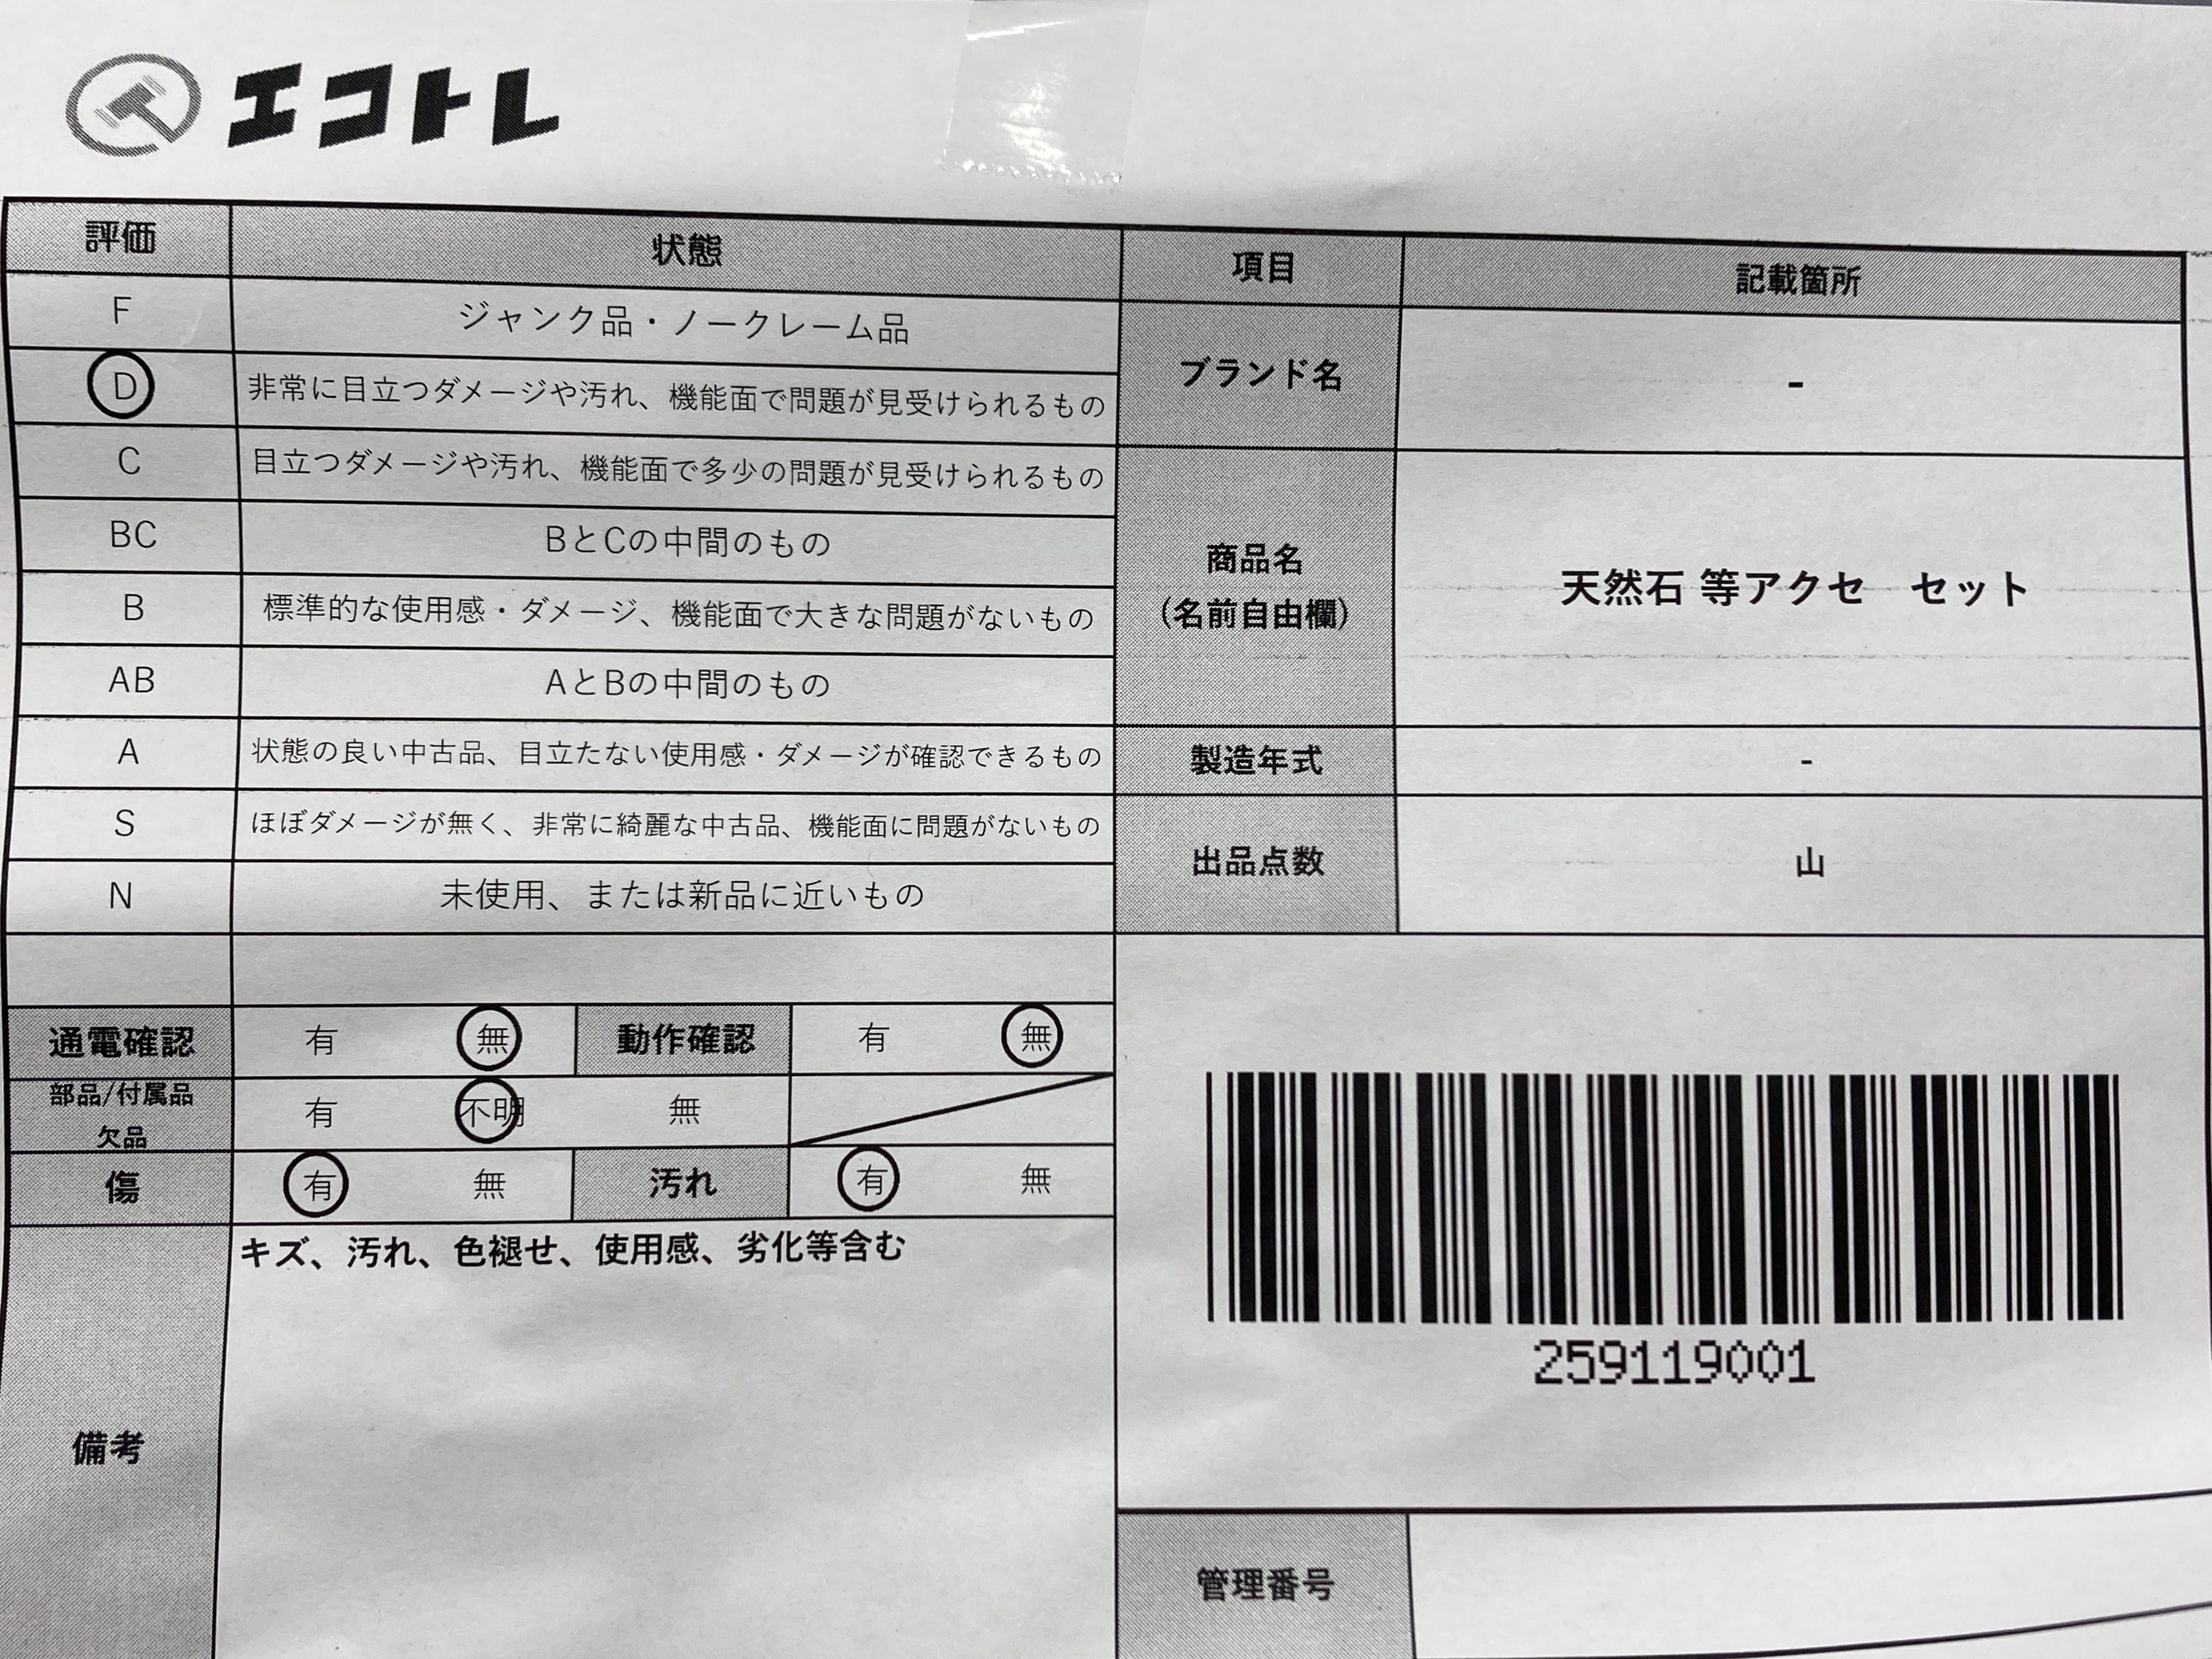 エコトレ
評価 状態 項目 記載箇所
F ジャンク品・ノークレーム品
D 非常に目立つダメージや汚れ、機能面で問題が見受けられるもの
ブランド名 -
C 目立つダメージや汚れ、機能面で多少の問題が見受けられるもの
BC BとCの中間のもの
商品名
(名前自由欄)
天然石 等アクセ　セット
B 標準的な使用感・ダメージ、機能面で大きな問題がないもの
AB AとBの中間のもの
A 状態の良い中古品、目立たない使用感・ダメージが確認できるもの
製造年式 -
S ほぼダメージが無く、非常に綺麗な中古品、機能面に問題がないもの
出品点数 山
N 未使用、または新品に近いもの
通電確認 有 無 動作確認 有 無
部品/付属品
欠品
有 不明 無
傷 有 無 汚れ 有 無
備考
キズ、汚れ、色褪せ、使用感、劣化等含む
259119001
管理番号